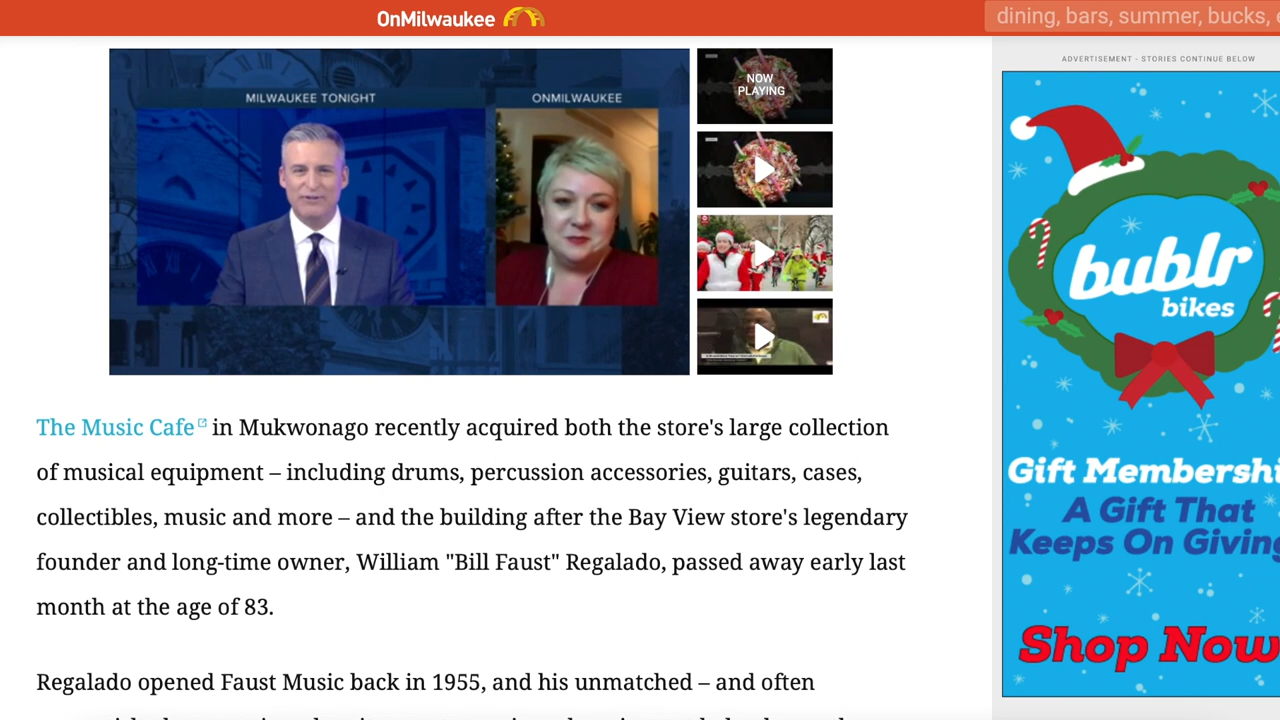 OnMilwaukee
dining, bars, summer, bucks,
MILWAUKEE TONIGHT
ONMILWAUKEE
NOW
PLAYING
ADVERTISEMENT - STORIES CONTINUE BELOW
bublr
bikes
The Music Cafe in Mukwonago recently acquired both the store's large collection
of musical equipment – including drums, percussion accessories, guitars, cases,
collectibles, music and more – and the building after the Bay View store's legendary
founder and long-time owner, William "Bill Faust" Regalado, passed away early last
month at the age of 83.
Regalado opened Faust Music back in 1955, and his unmatched – and often
Gift Membershi
A Gift That
Keeps On Giving
Shop Now